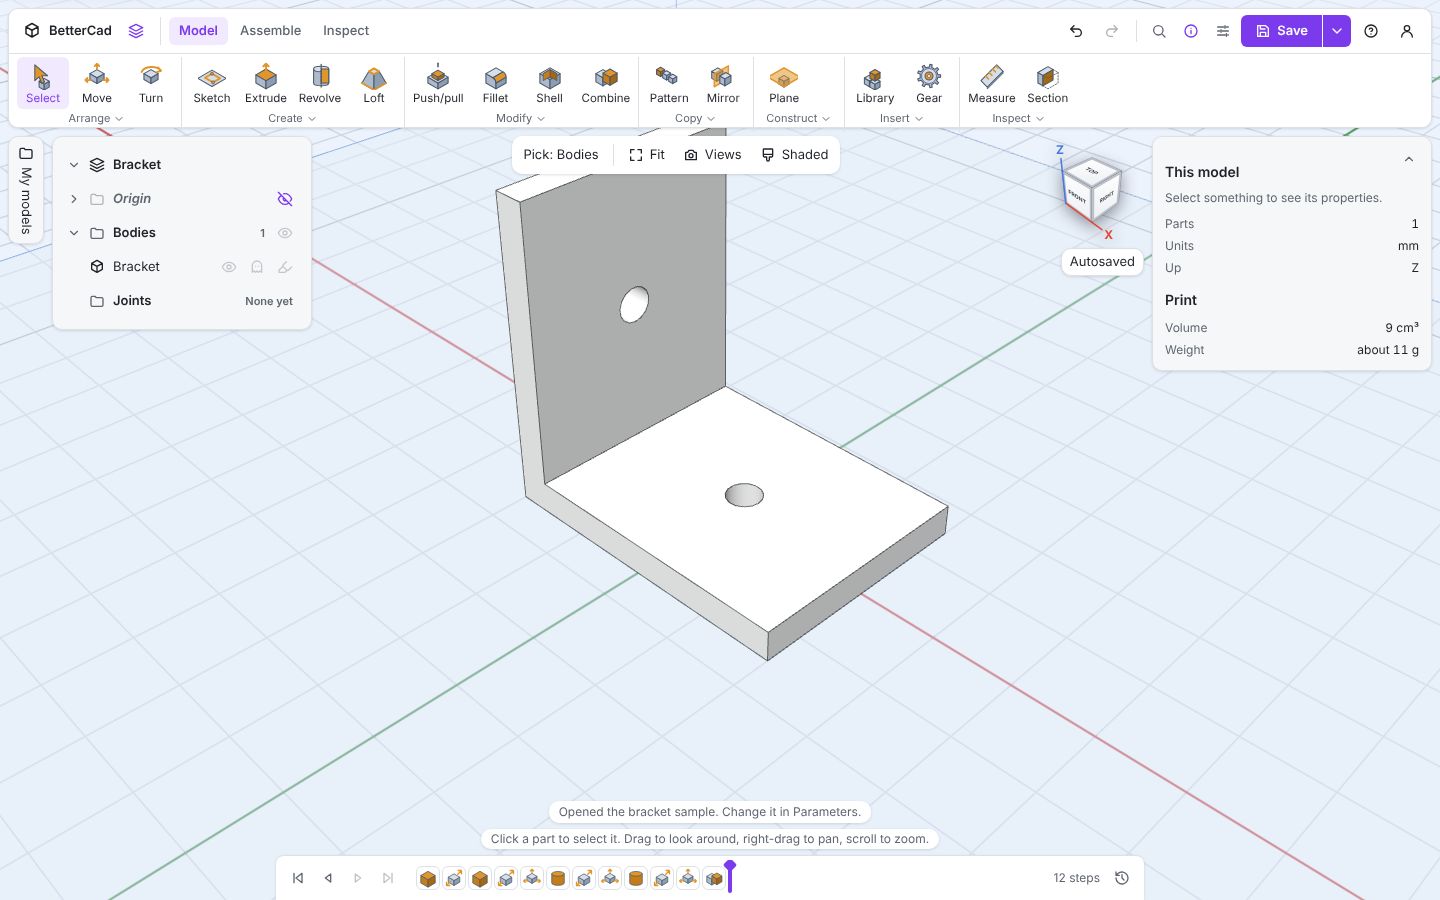 BetterCad
Model
Assemble
Inspect
Save
Select
Move
Turn
Sketch
Extrude
Revolve
Loft
Push/pull
Fillet
Shell
Combine
Pattern
Mirror
Plane
Library
Gear
Measure
Section
Arrange
Create
Modify
Copy
Construct
Insert
Inspect
My models
Bracket
Origin
Bodies 1
Bracket
Joints None yet
Pick: Bodies
Fit
Views
Shaded
Z
TOP
FRONT
RIGHT
X
Autosaved
This model
Select something to see its properties.
Parts 1
Units mm
Up Z
Print
Volume 9 cm³
Weight about 11 g
Opened the bracket sample. Change it in Parameters.
Click a part to select it. Drag to look around, right-drag to pan, scroll to zoom.
12 steps